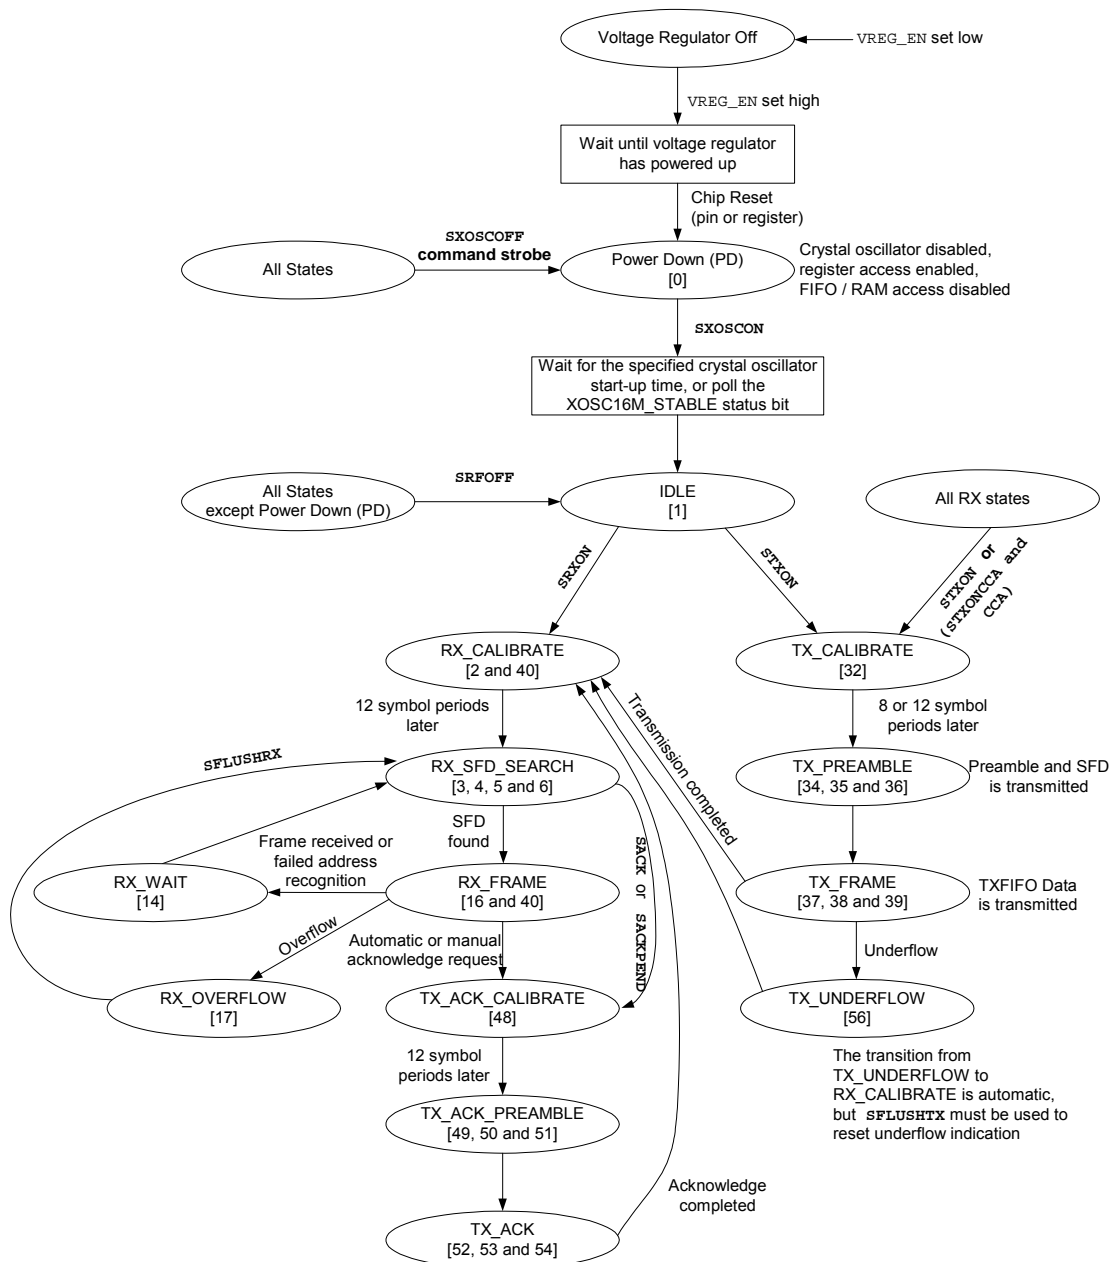 Voltage Regulator Off
VREG_EN set low
VREG_EN set high
Wait until voltage regulator
has powered up
Chip Reset
(pin or register)
SXOSCOFF
command strobe
All States
Power Down (PD)
[0]
Crystal oscillator disabled,
register access enabled,
FIFO / RAM access disabled
SXOSCON
Wait for the specified crystal oscillator
start-up time, or poll the
XOSC16M_STABLE status bit
All States
except Power Down (PD)
SRFOFF
IDLE
[1]
All RX states
SRXON
STXON
STXON or
(STXONCCA and
CCA)
RX_CALIBRATE
[2 and 40]
TX_CALIBRATE
[32]
12 symbol periods
later
8 or 12 symbol
periods later
Transmission completed
SFLUSHRX
RX_SFD_SEARCH
[3, 4, 5 and 6]
TX_PREAMBLE
[34, 35 and 36]
Preamble and SFD
is transmitted
SFD
found
SACK or SACKPEND
Frame received or
failed address
recognition
RX_WAIT
[14]
RX_FRAME
[16 and 40]
TX_FRAME
[37, 38 and 39]
TXFIFO Data
is transmitted
Overflow
Automatic or manual
acknowledge request
Underflow
RX_OVERFLOW
[17]
TX_ACK_CALIBRATE
[48]
TX_UNDERFLOW
[56]
12 symbol
periods later
The transition from
TX_UNDERFLOW to
RX_CALIBRATE is automatic,
but SFLUSHTX must be used to
reset underflow indication
TX_ACK_PREAMBLE
[49, 50 and 51]
Acknowledge
completed
TX_ACK
[52, 53 and 54]